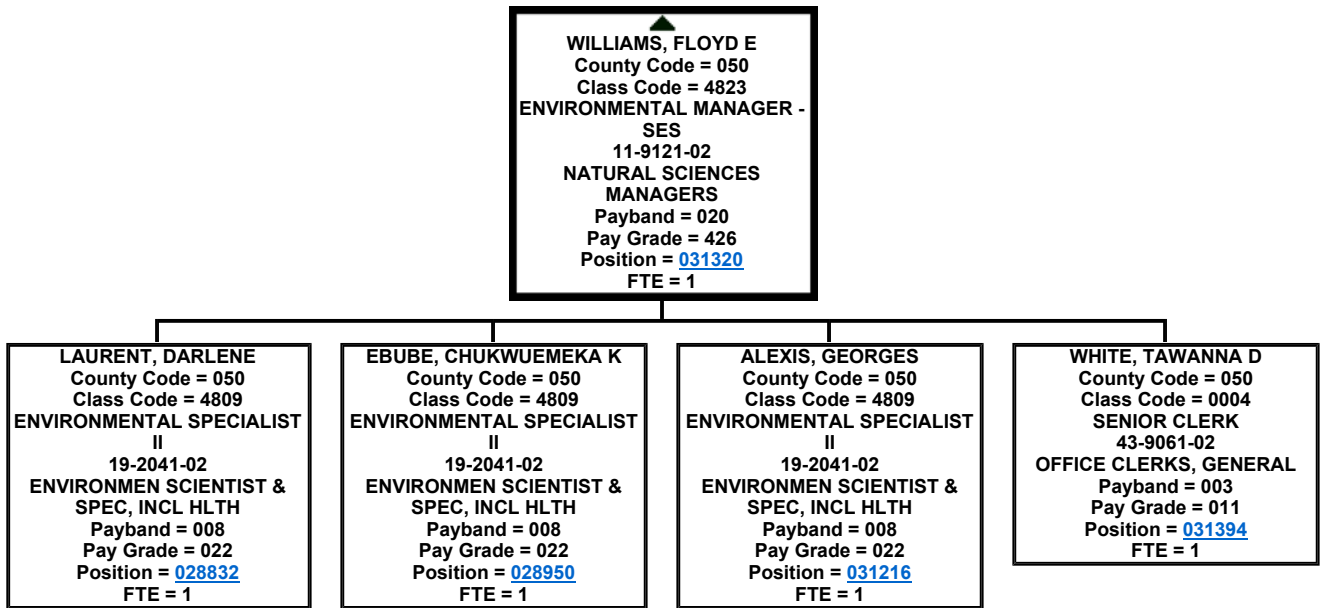 WILLIAMS, FLOYD E
County Code = 050
Class Code = 4823
ENVIRONMENTAL MANAGER -
SES
11-9121-02
NATURAL SCIENCES
MANAGERS
Payband = 020
Pay Grade = 426
Position = 031320
FTE = 1
LAURENT, DARLENE
County Code = 050
Class Code = 4809
ENVIRONMENTAL SPECIALIST
II
19-2041-02
ENVIRONMEN SCIENTIST &
SPEC, INCL HLTH
Payband = 008
Pay Grade = 022
Position = 028832
FTE = 1
EBUBE, CHUKWUEMEKA K
County Code = 050
Class Code = 4809
ENVIRONMENTAL SPECIALIST
II
19-2041-02
ENVIRONMEN SCIENTIST &
SPEC, INCL HLTH
Payband = 008
Pay Grade = 022
Position = 028950
FTE = 1
ALEXIS, GEORGES
County Code = 050
Class Code = 4809
ENVIRONMENTAL SPECIALIST
II
19-2041-02
ENVIRONMEN SCIENTIST &
SPEC, INCL HLTH
Payband = 008
Pay Grade = 022
Position = 031216
FTE = 1
WHITE, TAWANNA D
County Code = 050
Class Code = 0004
SENIOR CLERK
43-9061-02
OFFICE CLERKS, GENERAL
Payband = 003
Pay Grade = 011
Position = 031394
FTE = 1